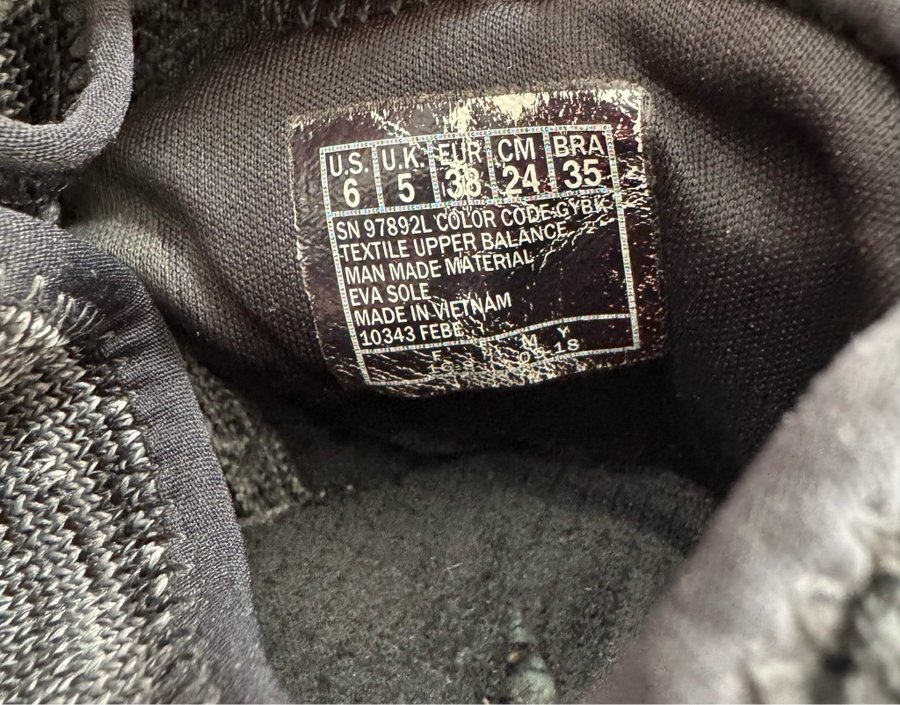 U.S. U.K. EUR CM BRA
6 5 38 24 35
SN 97892L COLOR CODE:GYBK
TEXTILE UPPER BALANCE
MAN MADE MATERIAL
EVA SOLE
MADE IN VIETNAM
10343 FEBE
F M Y
18